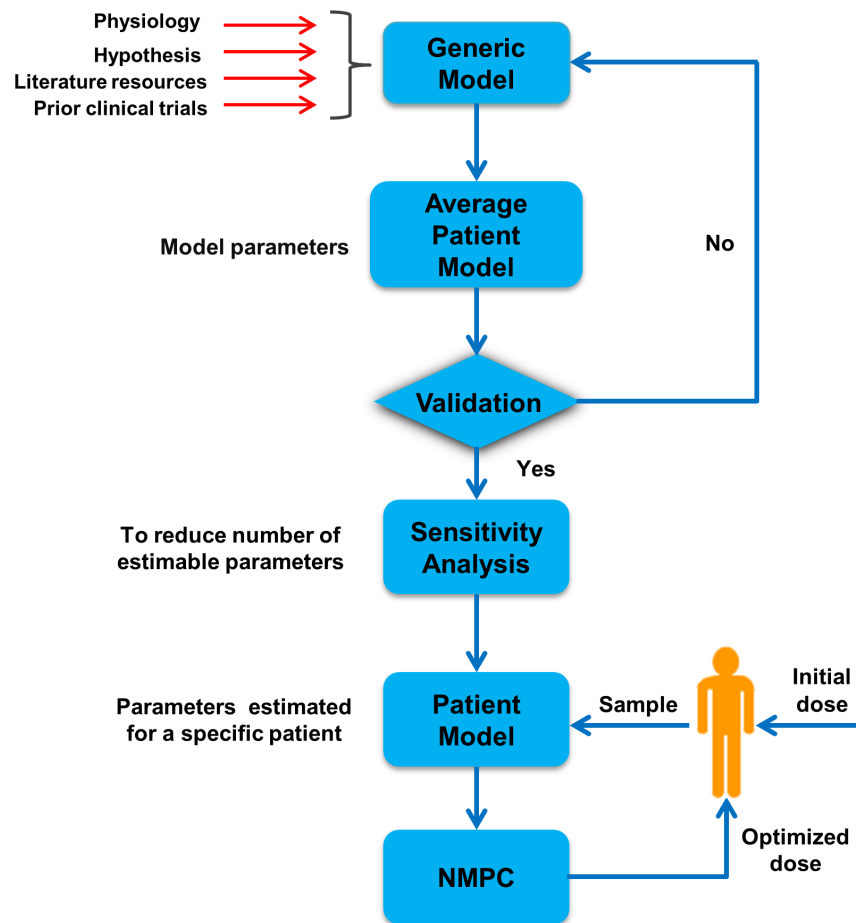 Physiology
Hypothesis
Literature resources
Prior clinical trials
Generic
Model
Average
Patient
Model
Model parameters
No
Validation
Yes
To reduce number of
estimable parameters
Sensitivity
Analysis
Parameters estimated
for a specific patient
Patient
Model
Sample
Initial
dose
NMPC
Optimized
dose